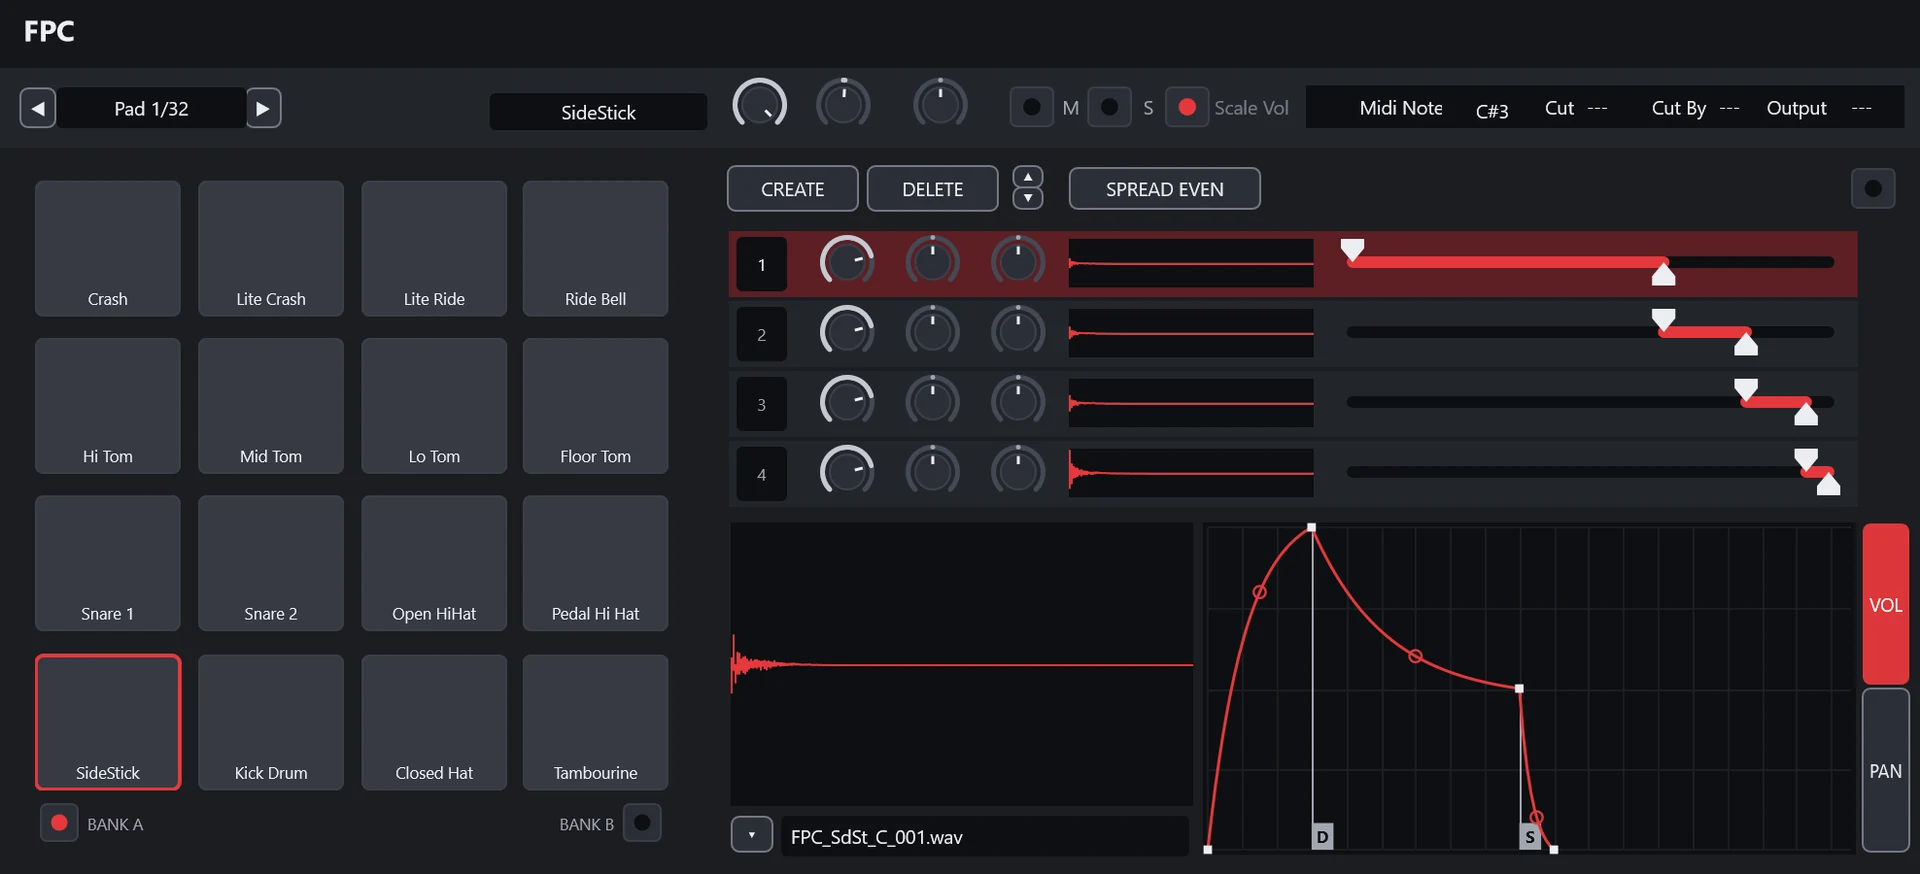 FPC
Pad 1/32
SideStick
M
S
Scale Vol
Midi Note C#3 Cut --- Cut By --- Output ---
CREATE
DELETE
SPREAD EVEN
1
2
3
4
Crash
Lite Crash
Lite Ride
Ride Bell
Hi Tom
Mid Tom
Lo Tom
Floor Tom
Snare 1
Snare 2
Open HiHat
Pedal Hi Hat
SideStick
Kick Drum
Closed Hat
Tambourine
BANK A
BANK B
FPC_SdSt_C_001.wav
D
S
VOL
PAN